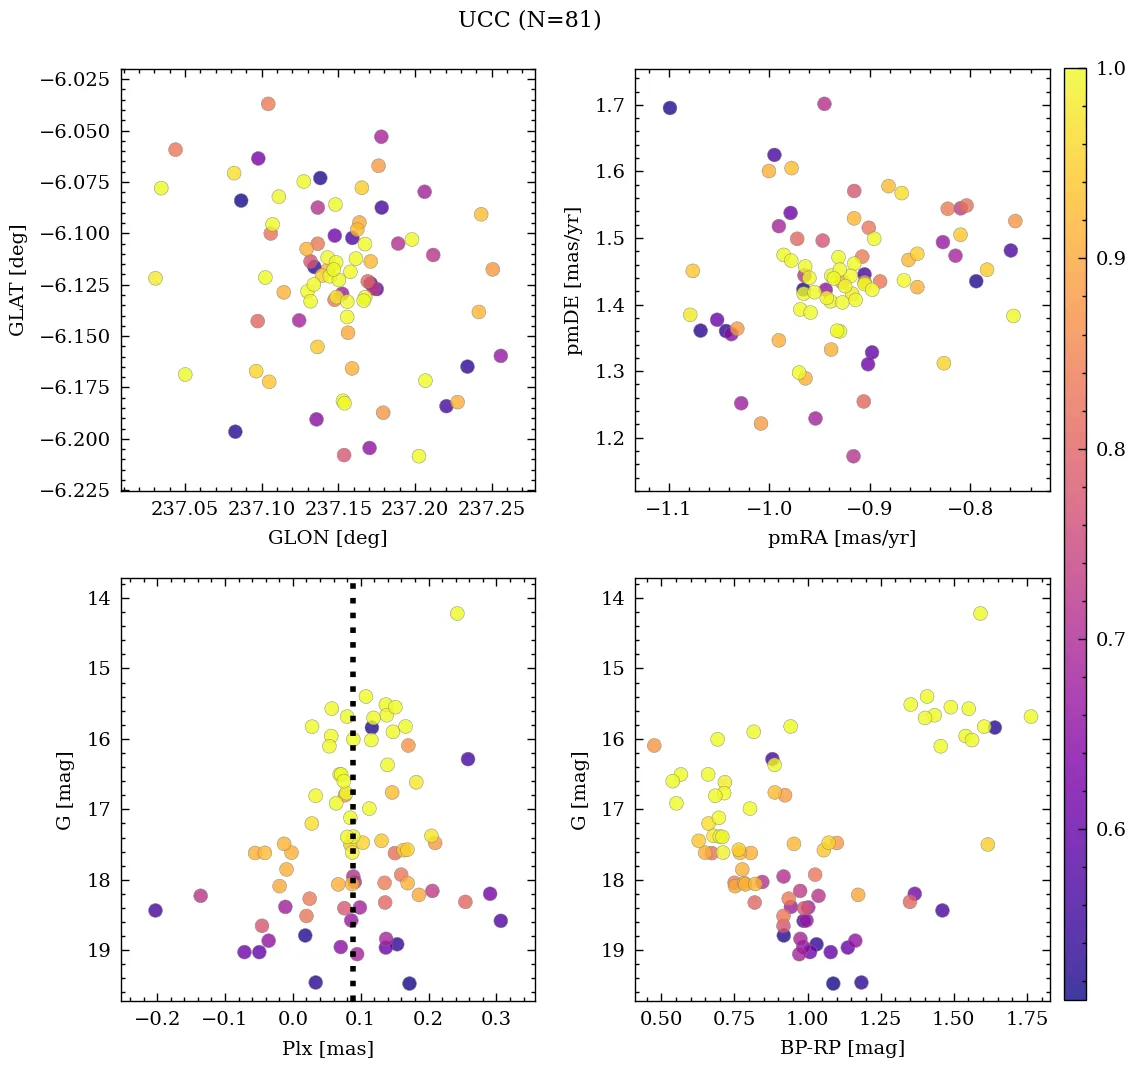 UCC (N=81)
−6.025
−6.050
−6.075
−6.100
−6.125
−6.150
−6.175
−6.200
−6.225
GLAT [deg]
237.05 237.10 237.15 237.20 237.25
GLON [deg]
1.7
1.6
1.5
1.4
1.3
1.2
pmDE [mas/yr]
−1.1 −1.0 −0.9 −0.8
pmRA [mas/yr]
1.0
0.9
0.8
0.7
0.6
14
15
16
17
18
19
G [mag]
−0.2 −0.1 0.0 0.1 0.2 0.3
Plx [mas]
14
15
16
17
18
19
G [mag]
0.50 0.75 1.00 1.25 1.50 1.75
BP-RP [mag]